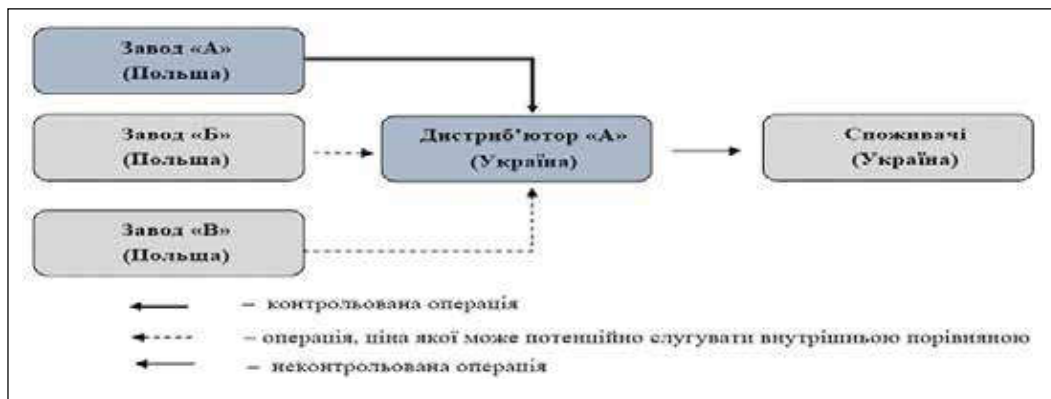 Завод «А»
(Польща)
Завод «Б»
(Польща)
Дистриб’ютор «А»
(Україна)
Споживачі
(Україна)
Завод «В»
(Польща)
– контрольована операція
– операція, ціна якої може потенційно слугувати внутрішньою порівняною
– неконтрольована операція